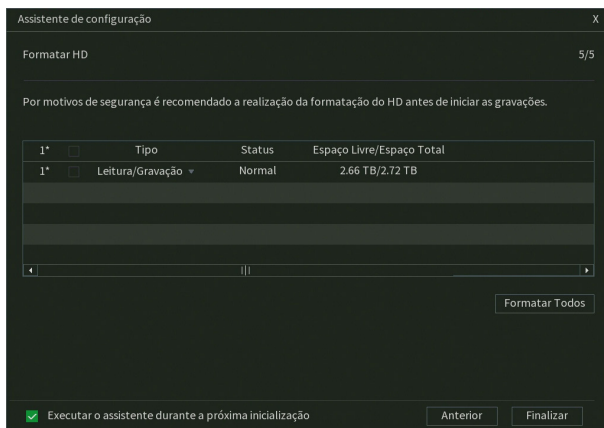 Assistente de configuração X
Formatar HD 5/5
Por motivos de segurança é recomendado a realização da formatação do HD antes de iniciar as gravações.
1* Tipo Status Espaço Livre/Espaço Total
1* Leitura/Gravação Normal 2.66 TB/2.72 TB
Formatar Todos
Executar o assistente durante a próxima inicialização Anterior Finalizar